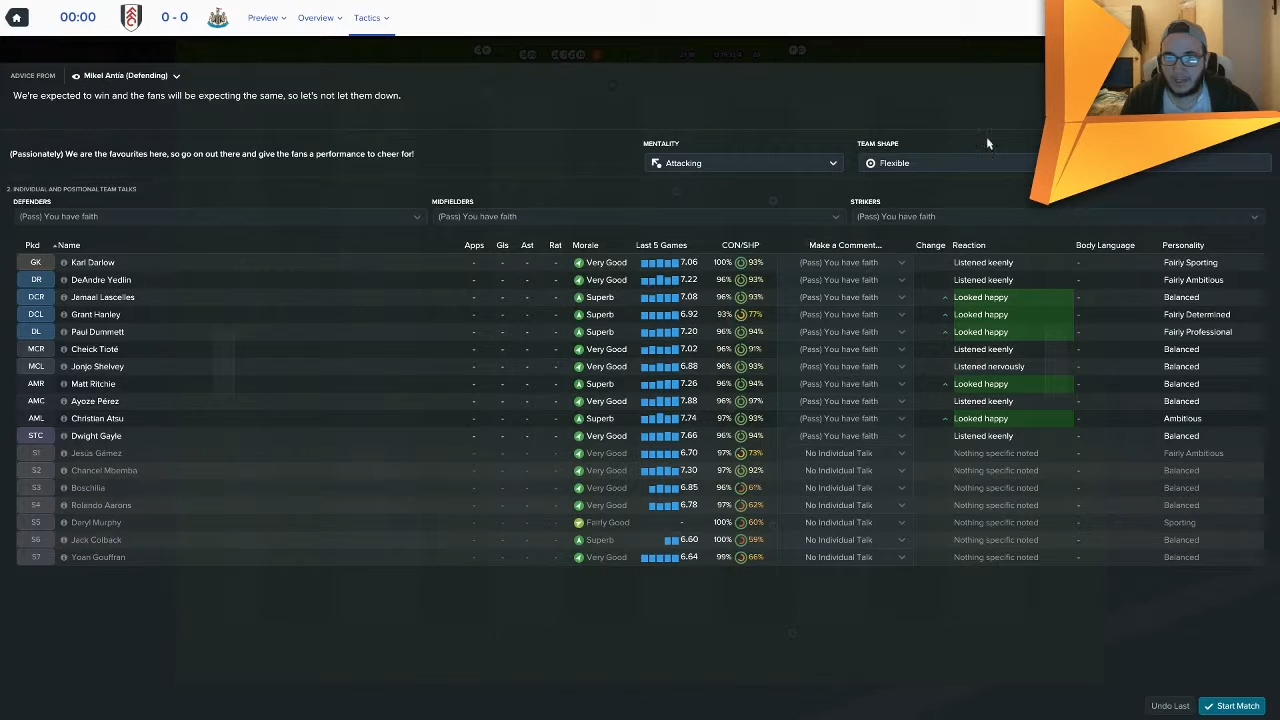 00:00 0 - 0 Preview Overview Tactics
ADVICE FROM Mikel Antía (Defending)
We're expected to win and the fans will be expecting the same, so let's not let them down.
MENTALITY TEAM SHAPE
(Passionately) We are the favourites here, so go on out there and give the fans a performance to cheer for! Attacking Flexible
2. INDIVIDUAL AND POSITIONAL TEAM TALKS
DEFENDERS MIDFIELDERS STRIKERS
(Pass) You have faith (Pass) You have faith (Pass) You have faith
Pkd Name Apps Gls Ast Rat Morale Last 5 Games CON/SHP Make a Comment... Change Reaction Body Language Personality
GK Karl Darlow - - - - Very Good 7.06 100% 93% (Pass) You have faith Listened keenly - Fairly Sporting
DR DeAndre Yedlin - - - - Very Good 7.22 96% 93% (Pass) You have faith Listened keenly - Fairly Ambitious
DCR Jamaal Lascelles - - - - Superb 7.08 96% 93% (Pass) You have faith Looked happy - Balanced
DCL Grant Hanley - - - - Superb 6.92 93% 77% (Pass) You have faith Looked happy - Fairly Determined
DL Paul Dummett - - - - Superb 7.20 96% 94% (Pass) You have faith Looked happy - Fairly Professional
MCR Cheick Tioté - - - - Very Good 7.02 96% 91% (Pass) You have faith Listened keenly - Balanced
MCL Jonjo Shelvey - - - - Very Good 6.88 96% 93% (Pass) You have faith Listened nervously - Balanced
AMR Matt Ritchie - - - - Superb 7.26 96% 94% (Pass) You have faith Looked happy - Balanced
AMC Ayoze Pérez - - - - Very Good 7.88 96% 97% (Pass) You have faith Listened keenly - Balanced
AML Christian Atsu - - - - Superb 7.74 97% 93% (Pass) You have faith Looked happy - Ambitious
STC Dwight Gayle - - - - Very Good 7.66 96% 94% (Pass) You have faith Listened keenly - Balanced
S1 Jesús Gámez - - - - Very Good 6.70 97% 73% No Individual Talk Nothing specific noted - Fairly Ambitious
S2 Chancel Mbemba - - - - Very Good 7.30 97% 92% No Individual Talk Nothing specific noted - Balanced
S3 Boschilia - - - - Very Good 6.85 96% 61% No Individual Talk Nothing specific noted - Balanced
S4 Rolando Aarons - - - - Very Good 6.78 97% 62% No Individual Talk Nothing specific noted - Balanced
S5 Daryl Murphy - - - - Fairly Good - 100% 60% No Individual Talk Nothing specific noted - Sporting
S6 Jack Colback - - - - Superb 6.60 100% 59% No Individual Talk Nothing specific noted - Balanced
S7 Yoan Gouffran - - - - Very Good 6.64 99% 66% No Individual Talk Nothing specific noted - Balanced
Undo Last Start Match